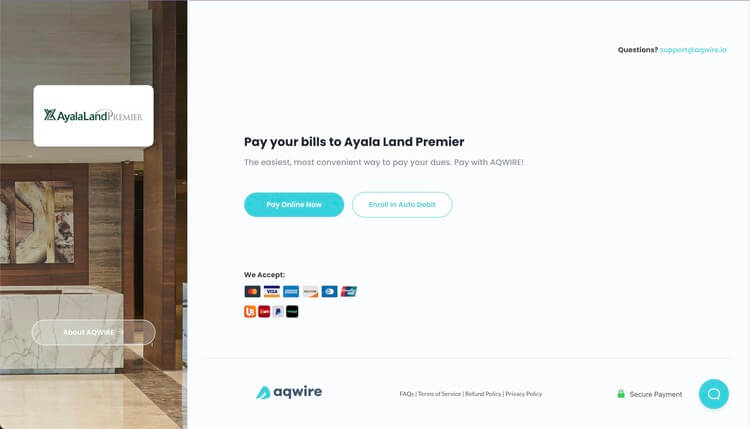 Questions? support@aqwire.io
AyalaLand PREMIER
Pay your bills to Ayala Land Premier
The easiest, most convenient way to pay your dues. Pay with AQWIRE!
Pay Online Now
Enroll in Auto Debit
We Accept:
VISA
About AQWIRE →
aqwire
FAQs | Terms of Service | Refund Policy | Privacy Policy
Secure Payment